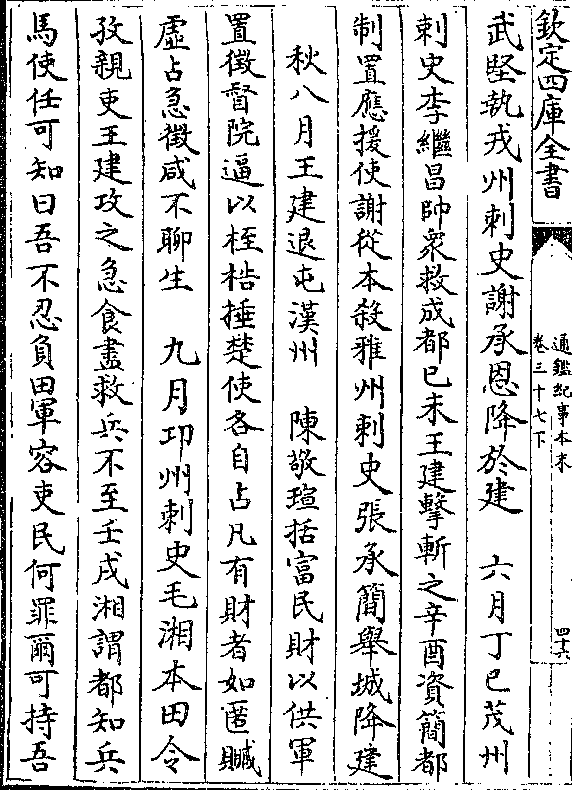 欽定四庫全書
通鑑紀事本末
卷三十七下
四十六
武堅執戎州刺史謝承恩降於建　六月丁巳茂州
刺史李繼昌帥衆救成都己未王建擊斬之辛酉資簡都
制置應援使謝從本殺雅州刺史張承簡舉城降建
秋八月王建退屯漢州　陳敬瑄括富民財以供軍
置徵督院逼以桎梏捶楚使各自占凡有財者如匿贓
虛占急徵咸不聊生　九月邛州刺史毛湘本田令
孜親吏王建攻之急食盡救兵不至壬戌湘謂都知兵
馬使任可知曰吾不忍負田軍容吏民何罪爾可持吾